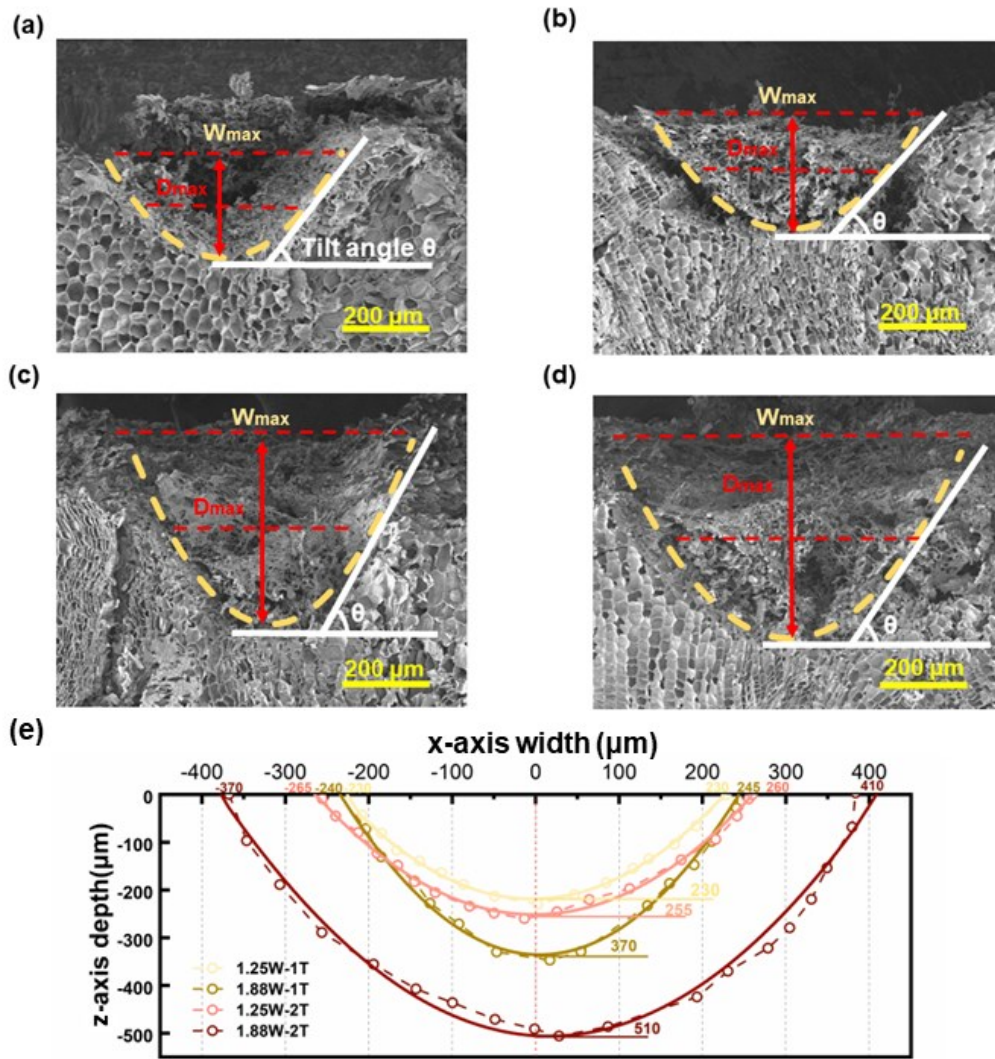 (a)
Wmax
Dmax
Tilt angle θ
200 μm
(b)
Wmax
Dmax
θ
200 μm
(c)
Wmax
Dmax
θ
200 μm
(d)
Wmax
Dmax
θ
200 μm
(e)
x-axis width (μm)
-400 -300 -200 -100 0 100 200 300 400
-370 -265 -240 -230 230 245 260 410
0
-100
-200
-300
-400
-500
z-axis depth(μm)
230
255
370
510
1.25W-1T
1.88W-1T
1.25W-2T
1.88W-2T